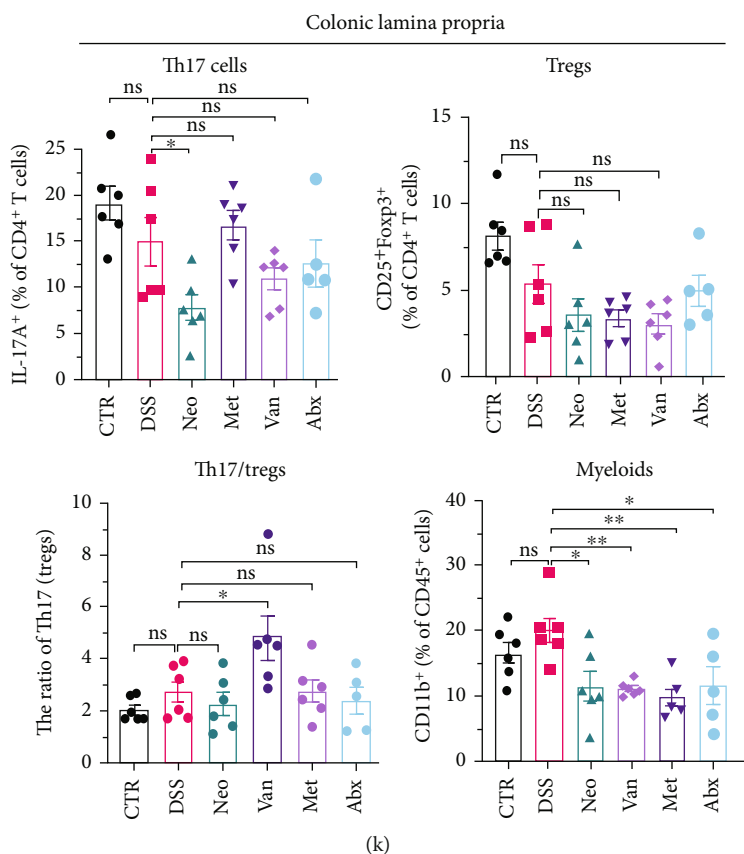 Colonic lamina propria
Th17 cells
ns
ns
ns
ns
*
25
20
15
10
5
0
IL-17A⁺ (% of CD4⁺ T cells)
CTR
DSS
Neo
Met
Van
Abx
Tregs
ns
ns
ns
ns
15
10
5
0
CD25⁺Foxp3⁺
(% of CD4⁺ T cells)
CTR
DSS
Neo
Met
Van
Abx
Th17/tregs
ns
ns
*
ns
ns
10
8
6
4
2
0
The ratio of Th17 (tregs)
CTR
DSS
Neo
Van
Met
Abx
Myeloids
*
**
**
ns
*
40
30
20
10
0
CD11b⁺ (% of CD45⁺ cells)
CTR
DSS
Neo
Van
Met
Abx
(k)